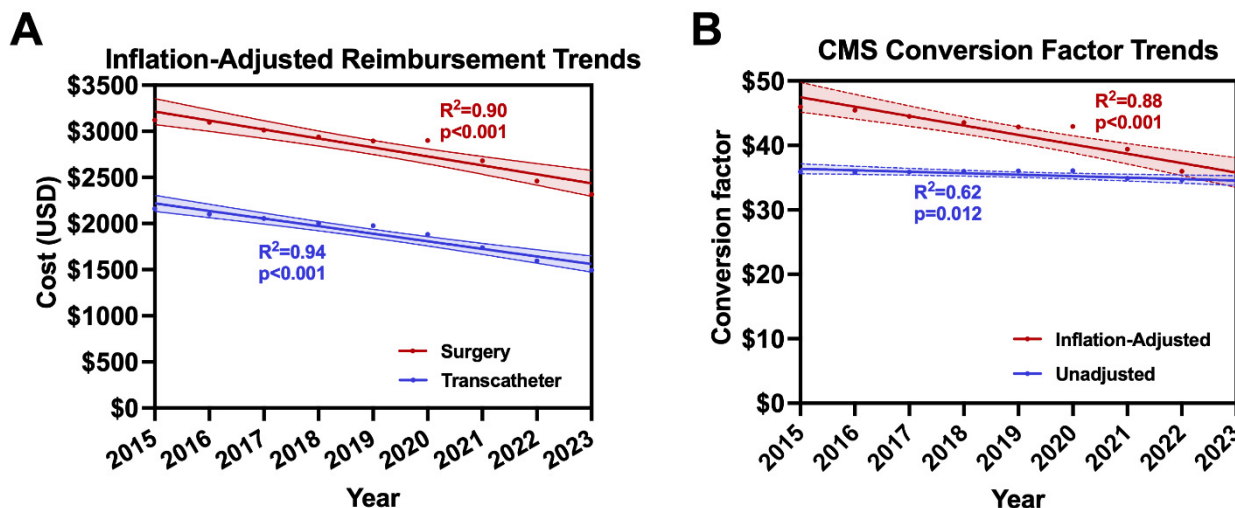 A
Inflation-Adjusted Reimbursement Trends
Cost (USD)
$3500
$3000
$2500
$2000
$1500
$1000
$500
$0
R²=0.90
p<0.001
R²=0.94
p<0.001
Surgery
Transcatheter
2015
2016
2017
2018
2019
2020
2021
2022
2023
Year
B
CMS Conversion Factor Trends
Conversion factor
$50
$40
$30
$20
$10
$0
R²=0.88
p<0.001
R²=0.62
p=0.012
Inflation-Adjusted
Unadjusted
2015
2016
2017
2018
2019
2020
2021
2022
2023
Year